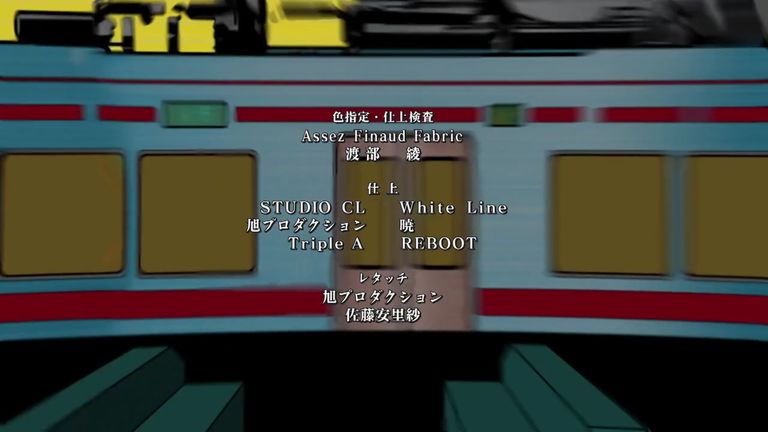 色指定・仕上検査
Assez Finaud Fabric
渡部 綾
仕上
STUDIO CL White Line
旭プロダクション 暁
Triple A REBOOT
レタッチ
旭プロダクション
佐藤安里紗